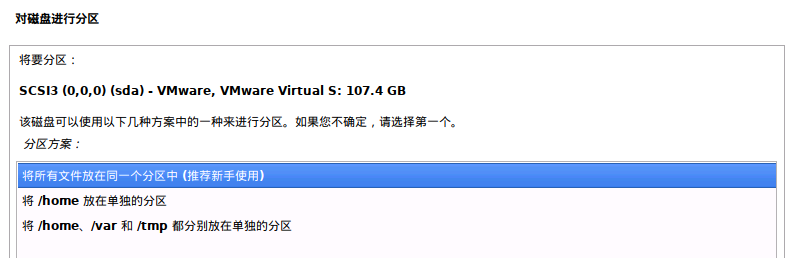 对磁盘进行分区
将要分区：
SCSI3 (0,0,0) (sda) - VMware, VMware Virtual S: 107.4 GB
该磁盘可以使用以下几种方案中的一种来进行分区。如果您不确定，请选择第一个。
分区方案：
将所有文件放在同一个分区中 (推荐新手使用)
将 /home 放在单独的分区
将 /home、/var 和 /tmp 都分别放在单独的分区